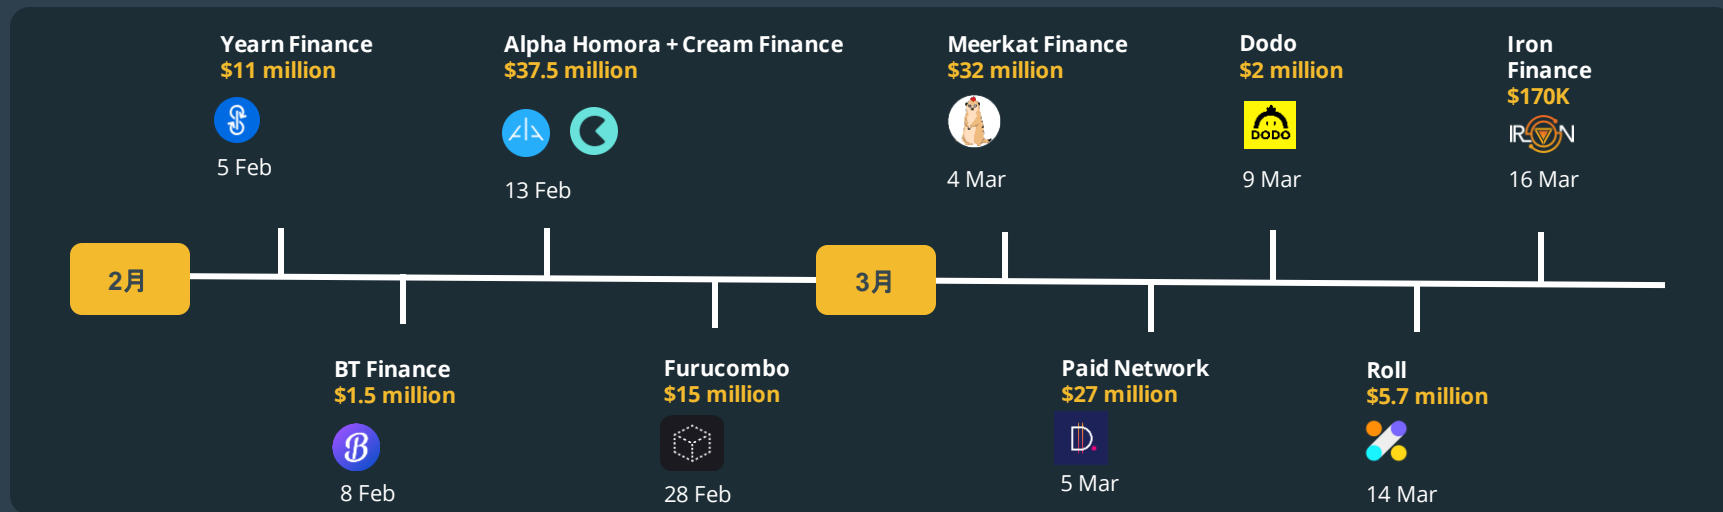 Yearn Finance
$11 million
5 Feb
Alpha Homora + Cream Finance
$37.5 million
13 Feb
Meerkat Finance
$32 million
4 Mar
Dodo
$2 million
DODO
9 Mar
Iron
Finance
$170K
IRON
16 Mar
2月
3月
BT Finance
$1.5 million
B
8 Feb
Furucombo
$15 million
28 Feb
Paid Network
$27 million
D.
5 Mar
Roll
$5.7 million
14 Mar